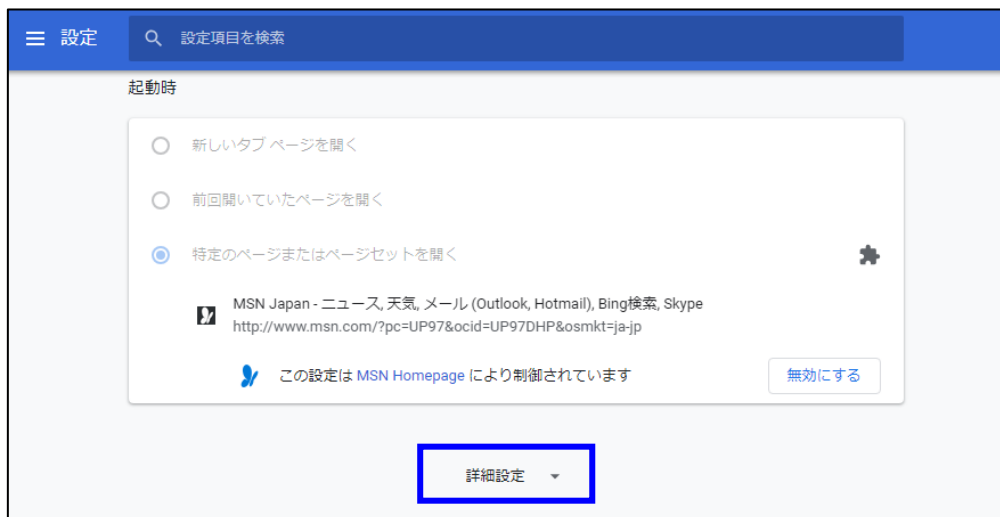 設定
設定項目を検索
起動時
新しいタブ ページを開く
前回開いていたページを開く
特定のページまたはページセットを開く
MSN Japan - ニュース, 天気, メール (Outlook, Hotmail), Bing検索, Skype
http://www.msn.com/?pc=UP97&ocid=UP97DHP&osmkt=ja-jp
この設定は MSN Homepage により制御されています
無効にする
詳細設定